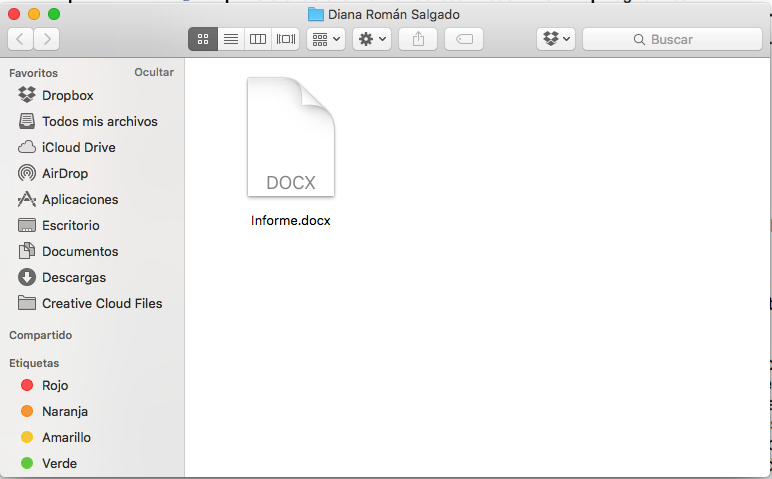 Diana Román Salgado
Buscar
Favoritos
Ocultar
Dropbox
Todos mis archivos
iCloud Drive
AirDrop
Aplicaciones
Escritorio
Documentos
Descargas
Creative Cloud Files
Compartido
Etiquetas
Rojo
Naranja
Amarillo
Verde
DOCX
Informe.docx